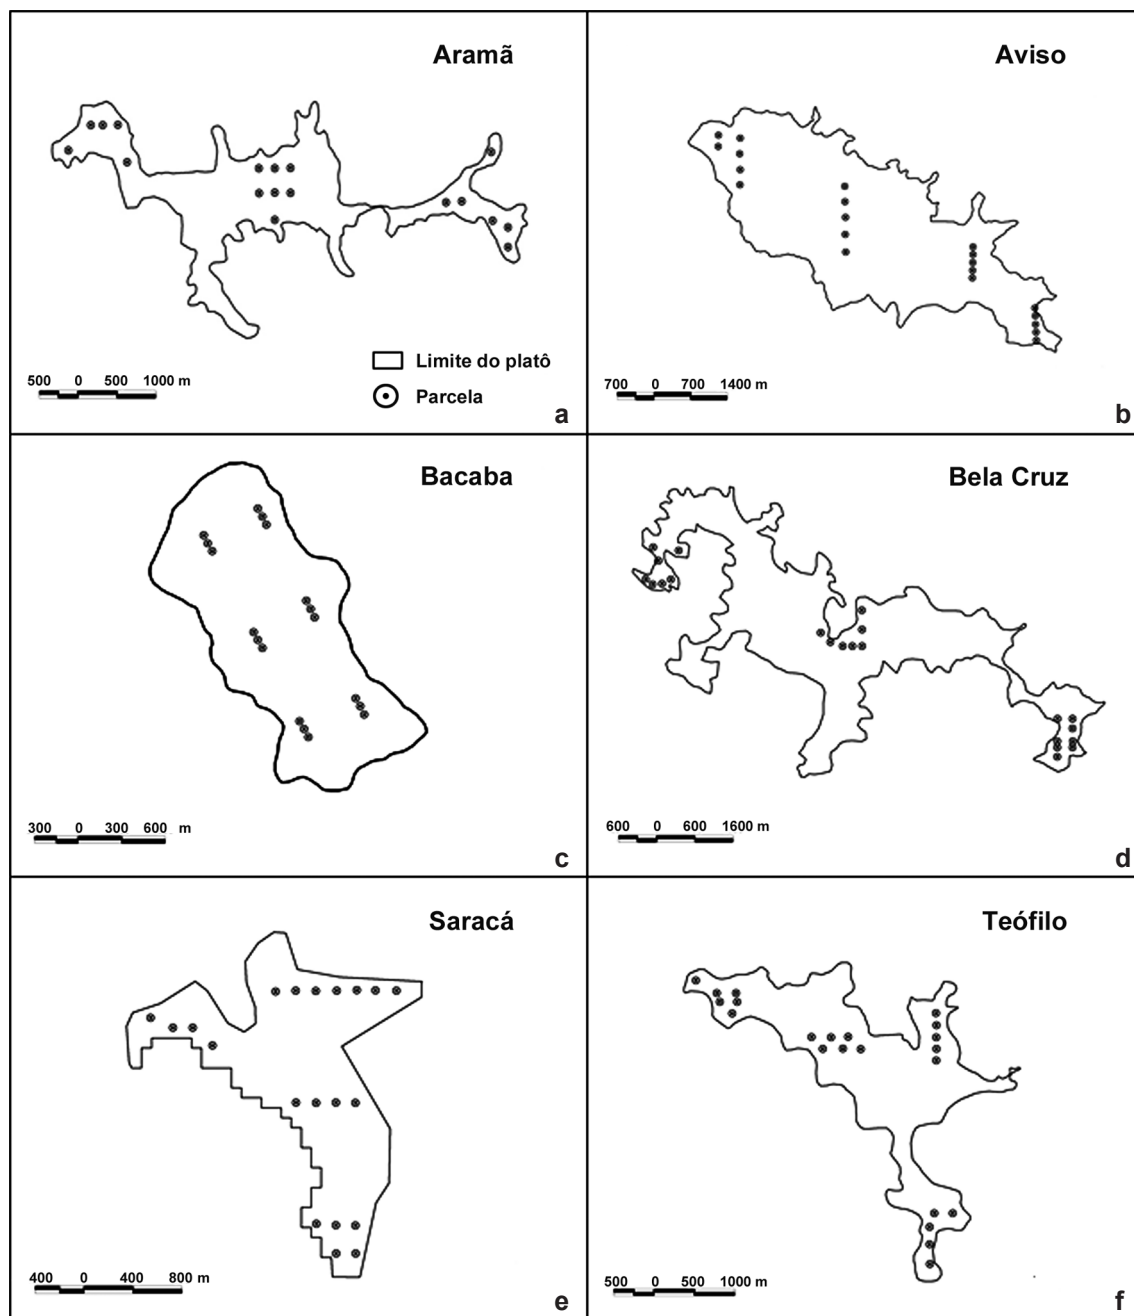 Aramã
Limite do platô
Parcela
500 0 500 1000 m
a
Aviso
700 0 700 1400 m
b
Bacaba
300 0 300 600 m
c
Bela Cruz
600 0 600 1600 m
d
Saracá
400 0 400 800 m
e
Teófilo
500 0 500 1000 m
f